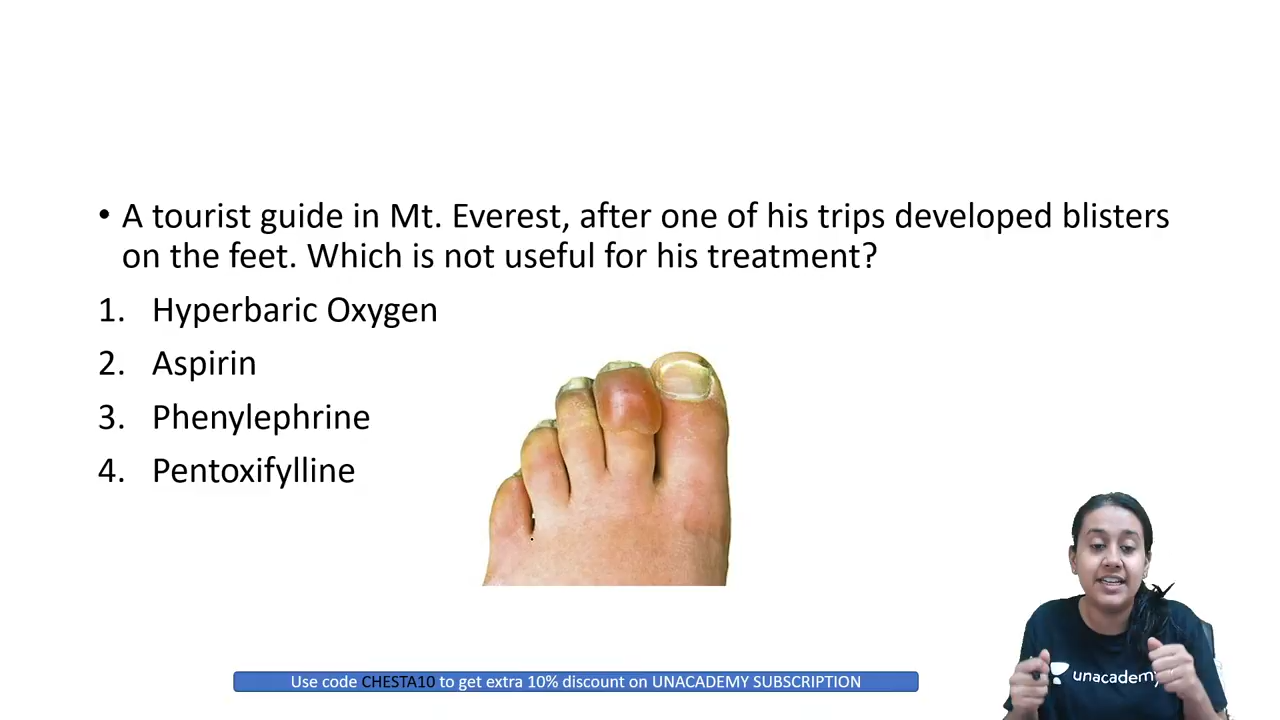 • A tourist guide in Mt. Everest, after one of his trips developed blisters
on the feet. Which is not useful for his treatment?
1. Hyperbaric Oxygen
2. Aspirin
3. Phenylephrine
4. Pentoxifylline
unacademy
Use code CHESTA10 to get extra 10% discount on UNACADEMY SUBSCRIPTION